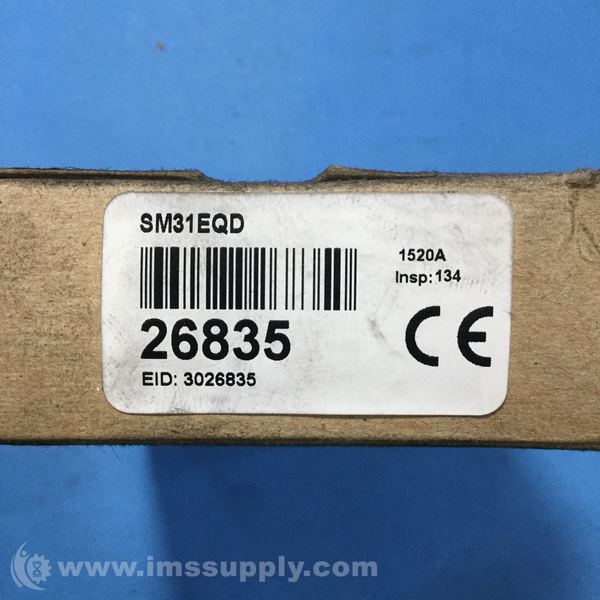 SM31EQD
1520A
Insp: 134
26835
CE
EID: 3026835
www.imssupply.com